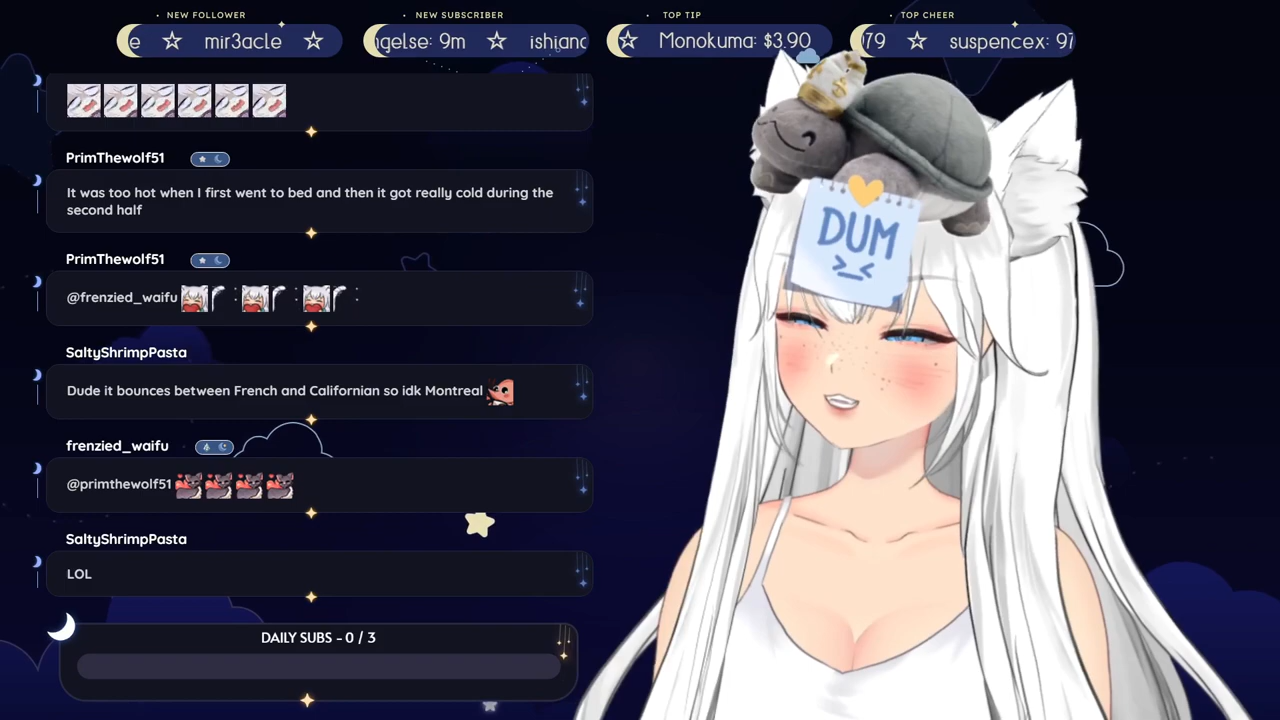 NEW FOLLOWER
NEW SUBSCRIBER
TOP TIP
TOP CHEER
e ☆ mir3acle ☆
ngelse: 9m ☆ ishianc
☆ Monokuma: $3.90
079 ☆ suspencex: 97
PrimThewolf51
It was too hot when I first went to bed and then it got really cold during the
second half
PrimThewolf51
@frenzied_waifu
SaltyShrimpPasta
Dude it bounces between French and Californian so idk Montreal
frenzied_waifu
@primthewolf51
SaltyShrimpPasta
LOL
DAILY SUBS - 0 / 3
DUM
>_<